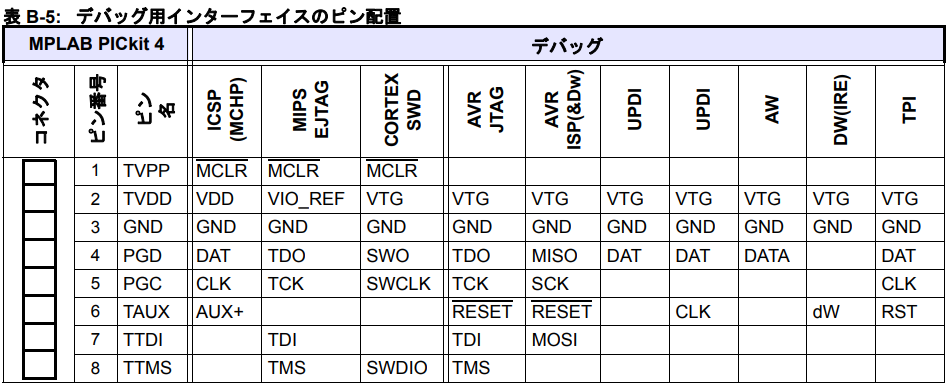 表 B-5: デバッグ用インターフェイスのピン配置
MPLAB PICkit 4 デバッグ
コネクタ ピン番号 ピン名 ICSP (MCHP) MIPS EJTAG CORTEX SWD AVR JTAG AVR ISP(&Dw) UPDI UPDI AW DW(IRE) TPI
1 TVPP MCLR MCLR MCLR
2 TVDD VDD VIO_REF VTG VTG VTG VTG VTG VTG VTG VTG
3 GND GND GND GND GND GND GND GND GND GND GND
4 PGD DAT TDO SWO TDO MISO DAT DAT DATA DAT
5 PGC CLK TCK SWCLK TCK SCK CLK
6 TAUX AUX+ RESET RESET CLK dW RST
7 TTDI TDI TDI MOSI
8 TTMS TMS SWDIO TMS